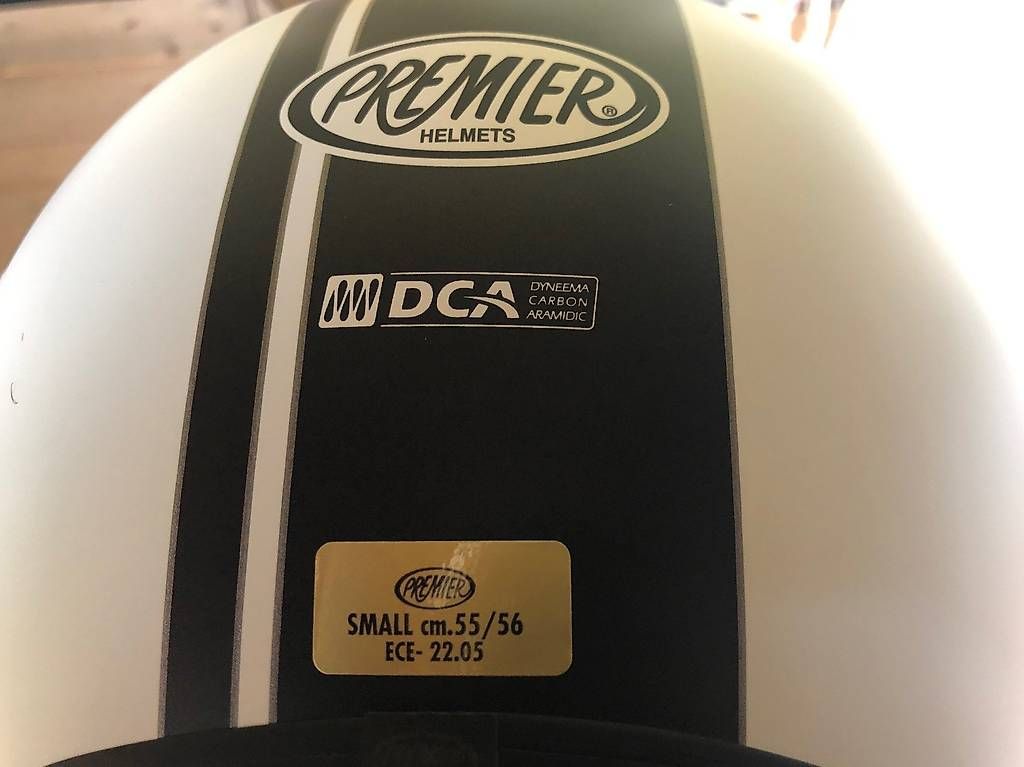 PREMIER®
HELMETS
DCA
DYNEEMA
CARBON
ARAMIDIC
PREMIER
SMALL cm.55/56
ECE- 22.05